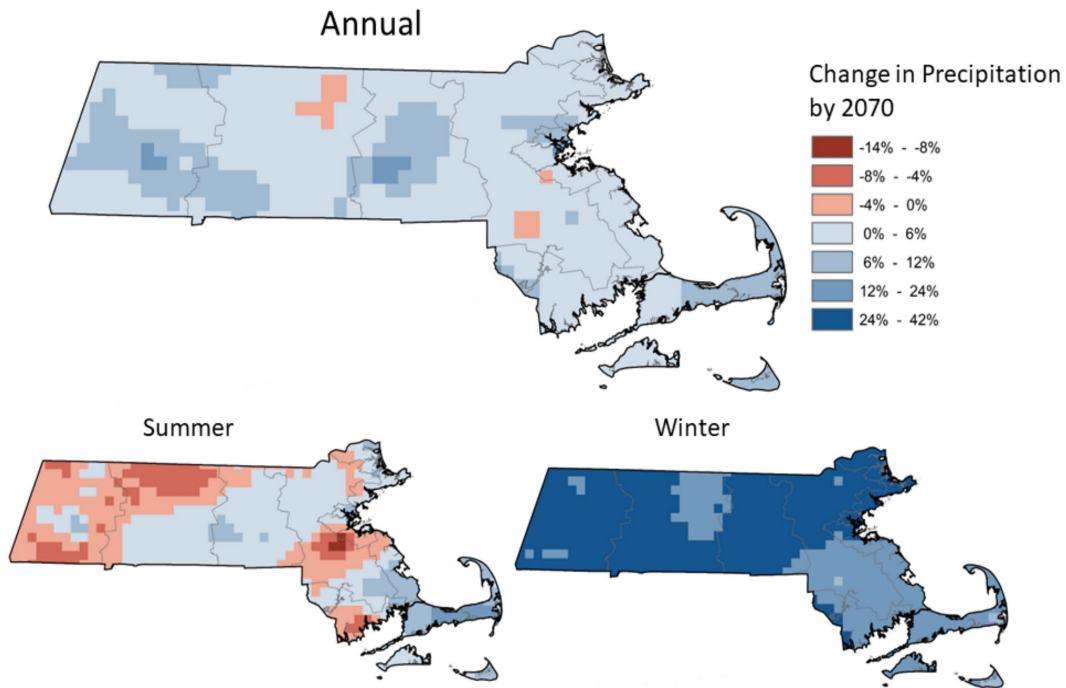 Annual
Change in Precipitation
by 2070
-14% - -8%
-8% - -4%
-4% - 0%
0% - 6%
6% - 12%
12% - 24%
24% - 42%
Summer
Winter